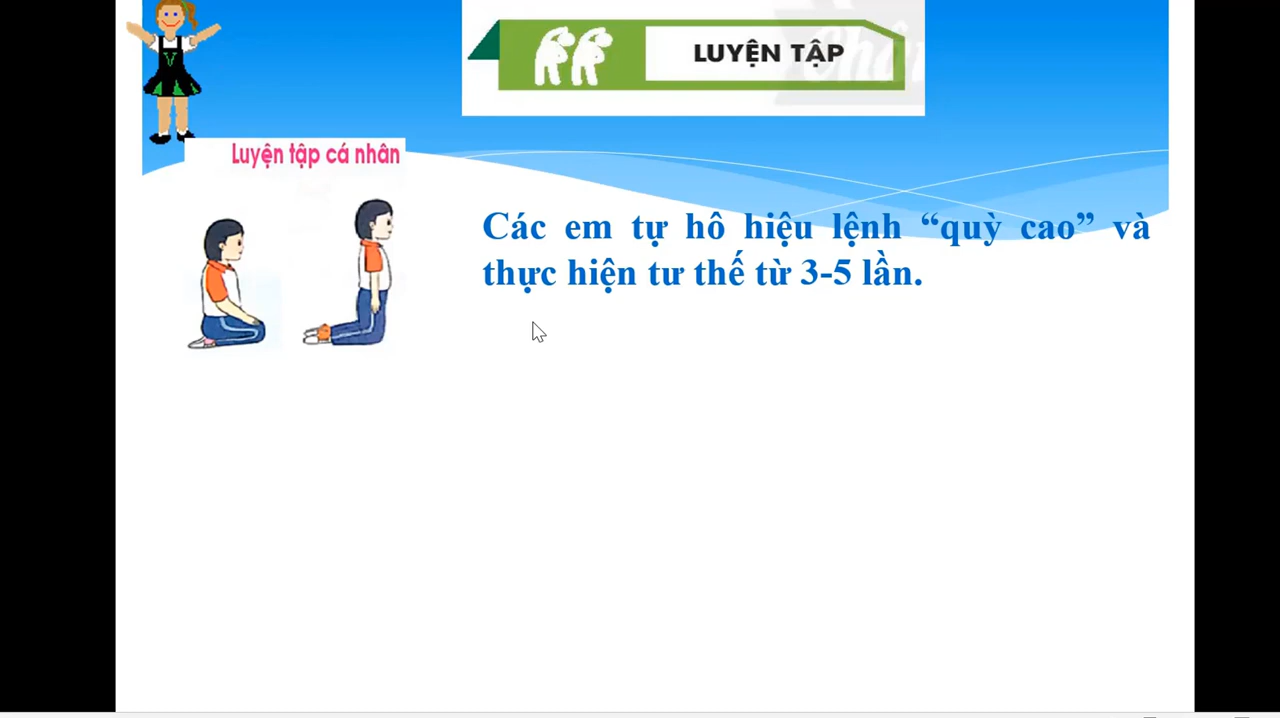 LUYỆN TẬP
Luyện tập cá nhân
Các em tự hô hiệu lệnh “quỳ cao” và
thực hiện tư thế từ 3-5 lần.